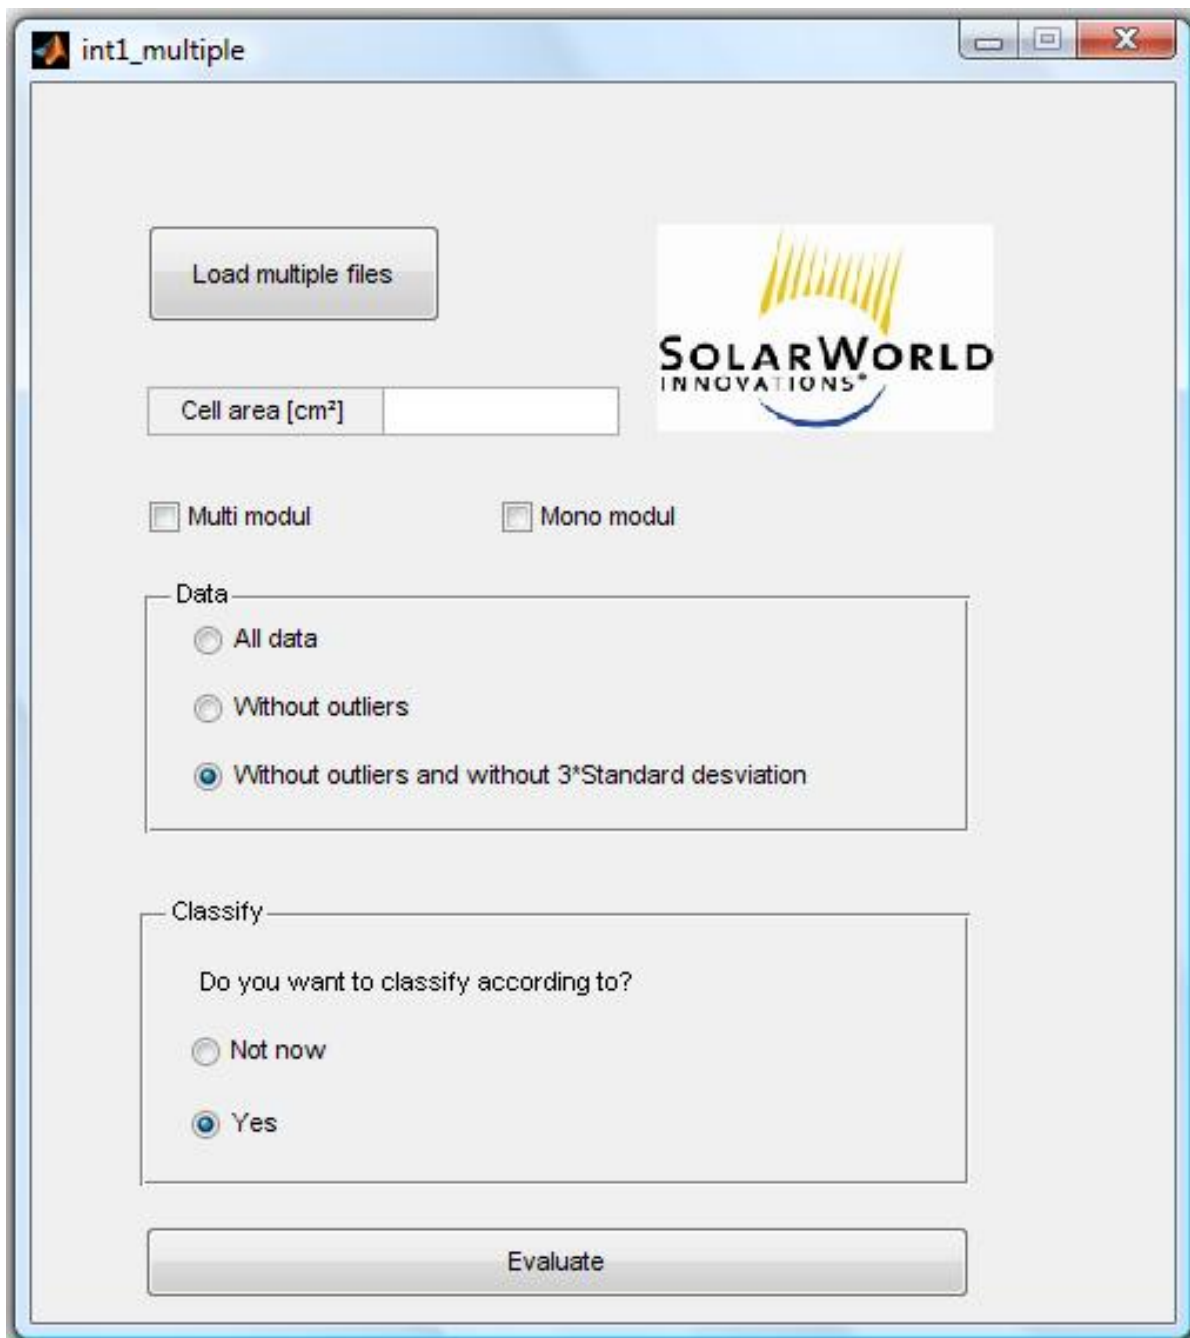 int1_multiple
Load multiple files
SOLARWORLD
INNOVATIONS®
Cell area [cm²]
Multi modul
Mono modul
Data
All data
Without outliers
Without outliers and without 3*Standard desviation
Classify
Do you want to classify according to?
Not now
Yes
Evaluate